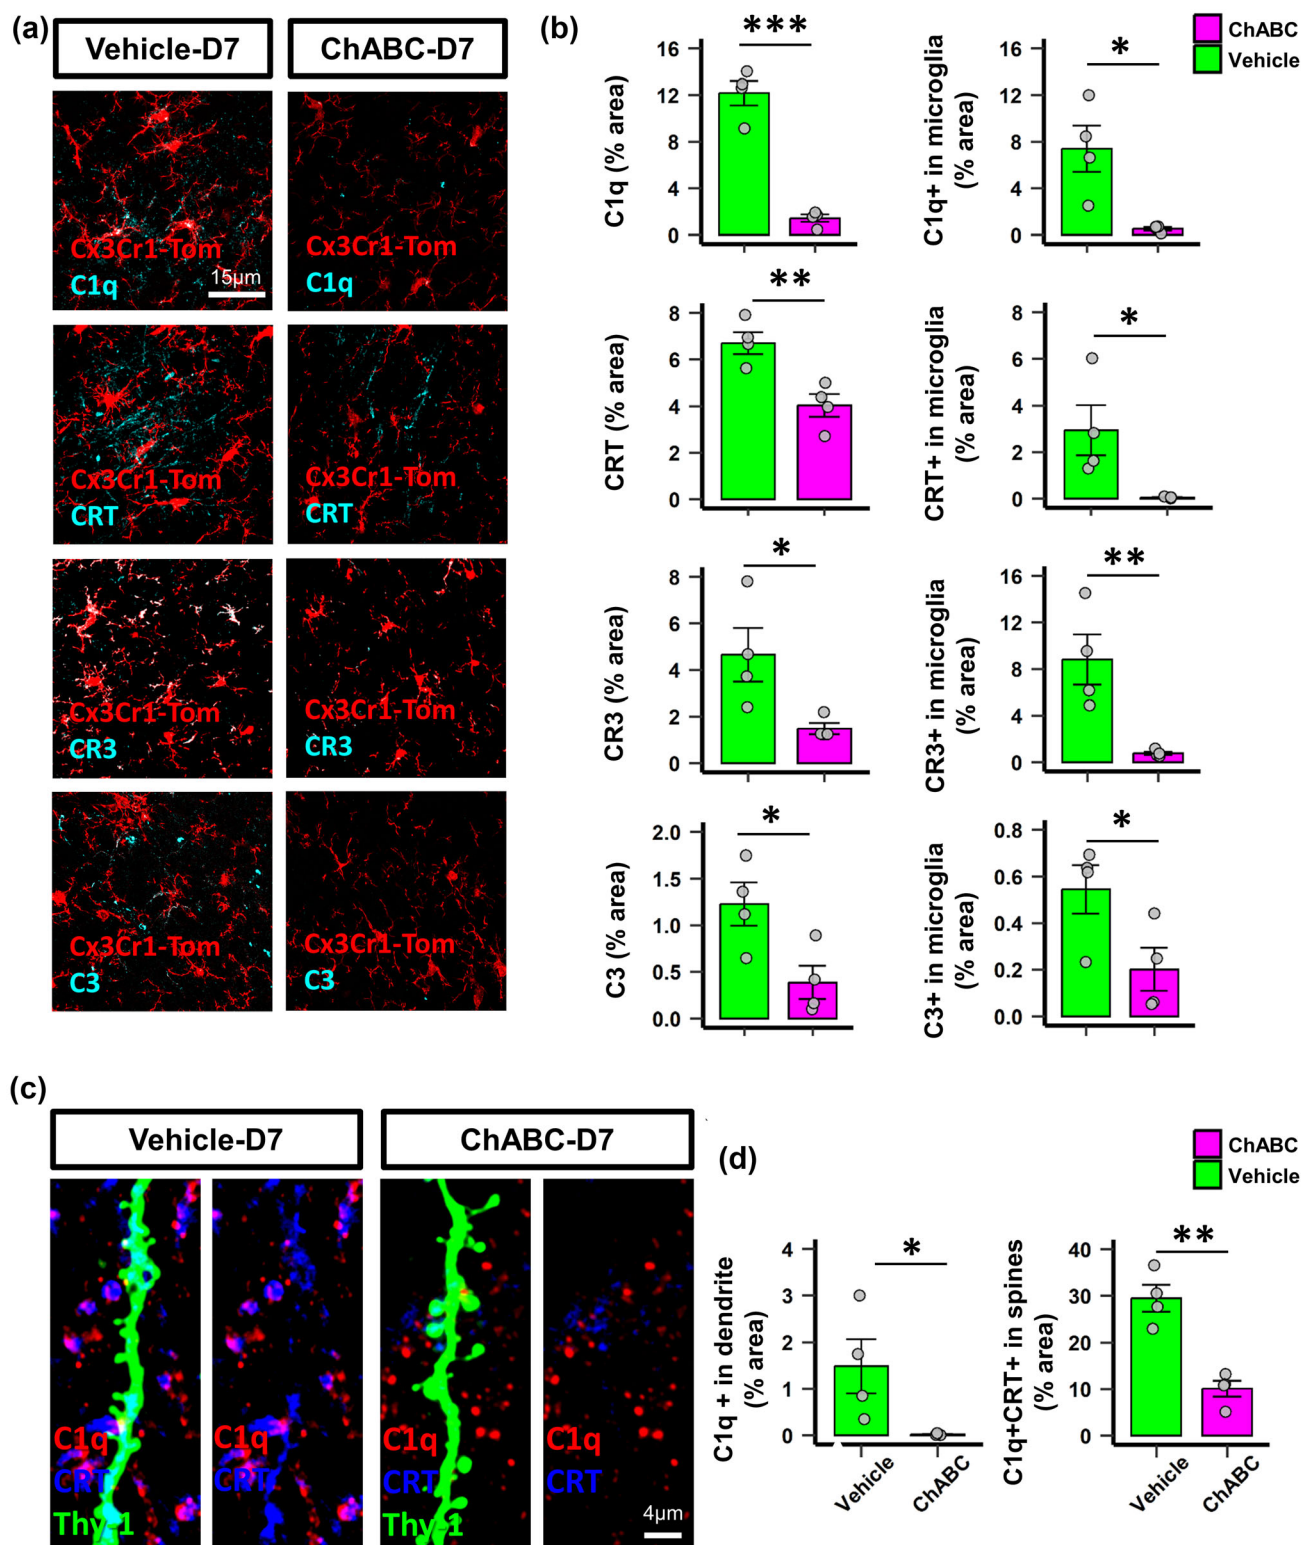 (a)
Vehicle-D7
ChABC-D7
Cx3Cr1-Tom
C1q
15µm
Cx3Cr1-Tom
C1q
Cx3Cr1-Tom
CRT
Cx3Cr1-Tom
CRT
Cx3Cr1-Tom
CR3
Cx3Cr1-Tom
CR3
Cx3Cr1-Tom
C3
Cx3Cr1-Tom
C3
(b)
ChABC
Vehicle
C1q (% area)
16
12
8
4
0
***
C1q+ in microglia
(% area)
16
12
8
4
0
*
CRT (% area)
8
6
4
2
0
**
CRT+ in microglia
(% area)
8
6
4
2
0
*
CR3 (% area)
8
6
4
2
0
*
CR3+ in microglia
(% area)
16
12
8
4
0
**
C3 (% area)
2.0
1.5
1.0
0.5
0.0
*
C3+ in microglia
(% area)
0.8
0.6
0.4
0.2
0.0
*
(c)
Vehicle-D7
ChABC-D7
C1q
CRT
Thy-1
C1q
CRT
C1q
CRT
Thy-1
C1q
CRT
4µm
(d)
ChABC
Vehicle
C1q + in dendrite
(% area)
4
3
2
1
0
*
Vehicle
ChABC
C1q+CRT+ in spines
(% area)
40
30
20
10
0
**
Vehicle
ChABC